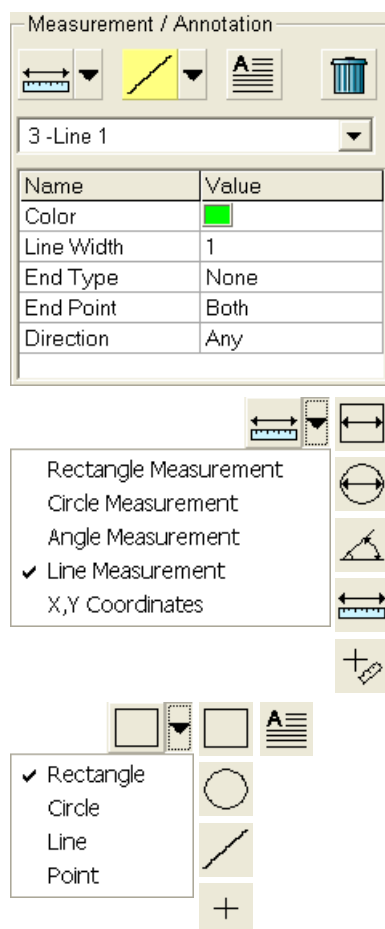 Measurement / Annotation
A
3 -Line 1
Name Value
Color
Line Width 1
End Type None
End Point Both
Direction Any
Rectangle Measurement
Circle Measurement
Angle Measurement
Line Measurement
X,Y Coordinates
A
Rectangle
Circle
Line
Point